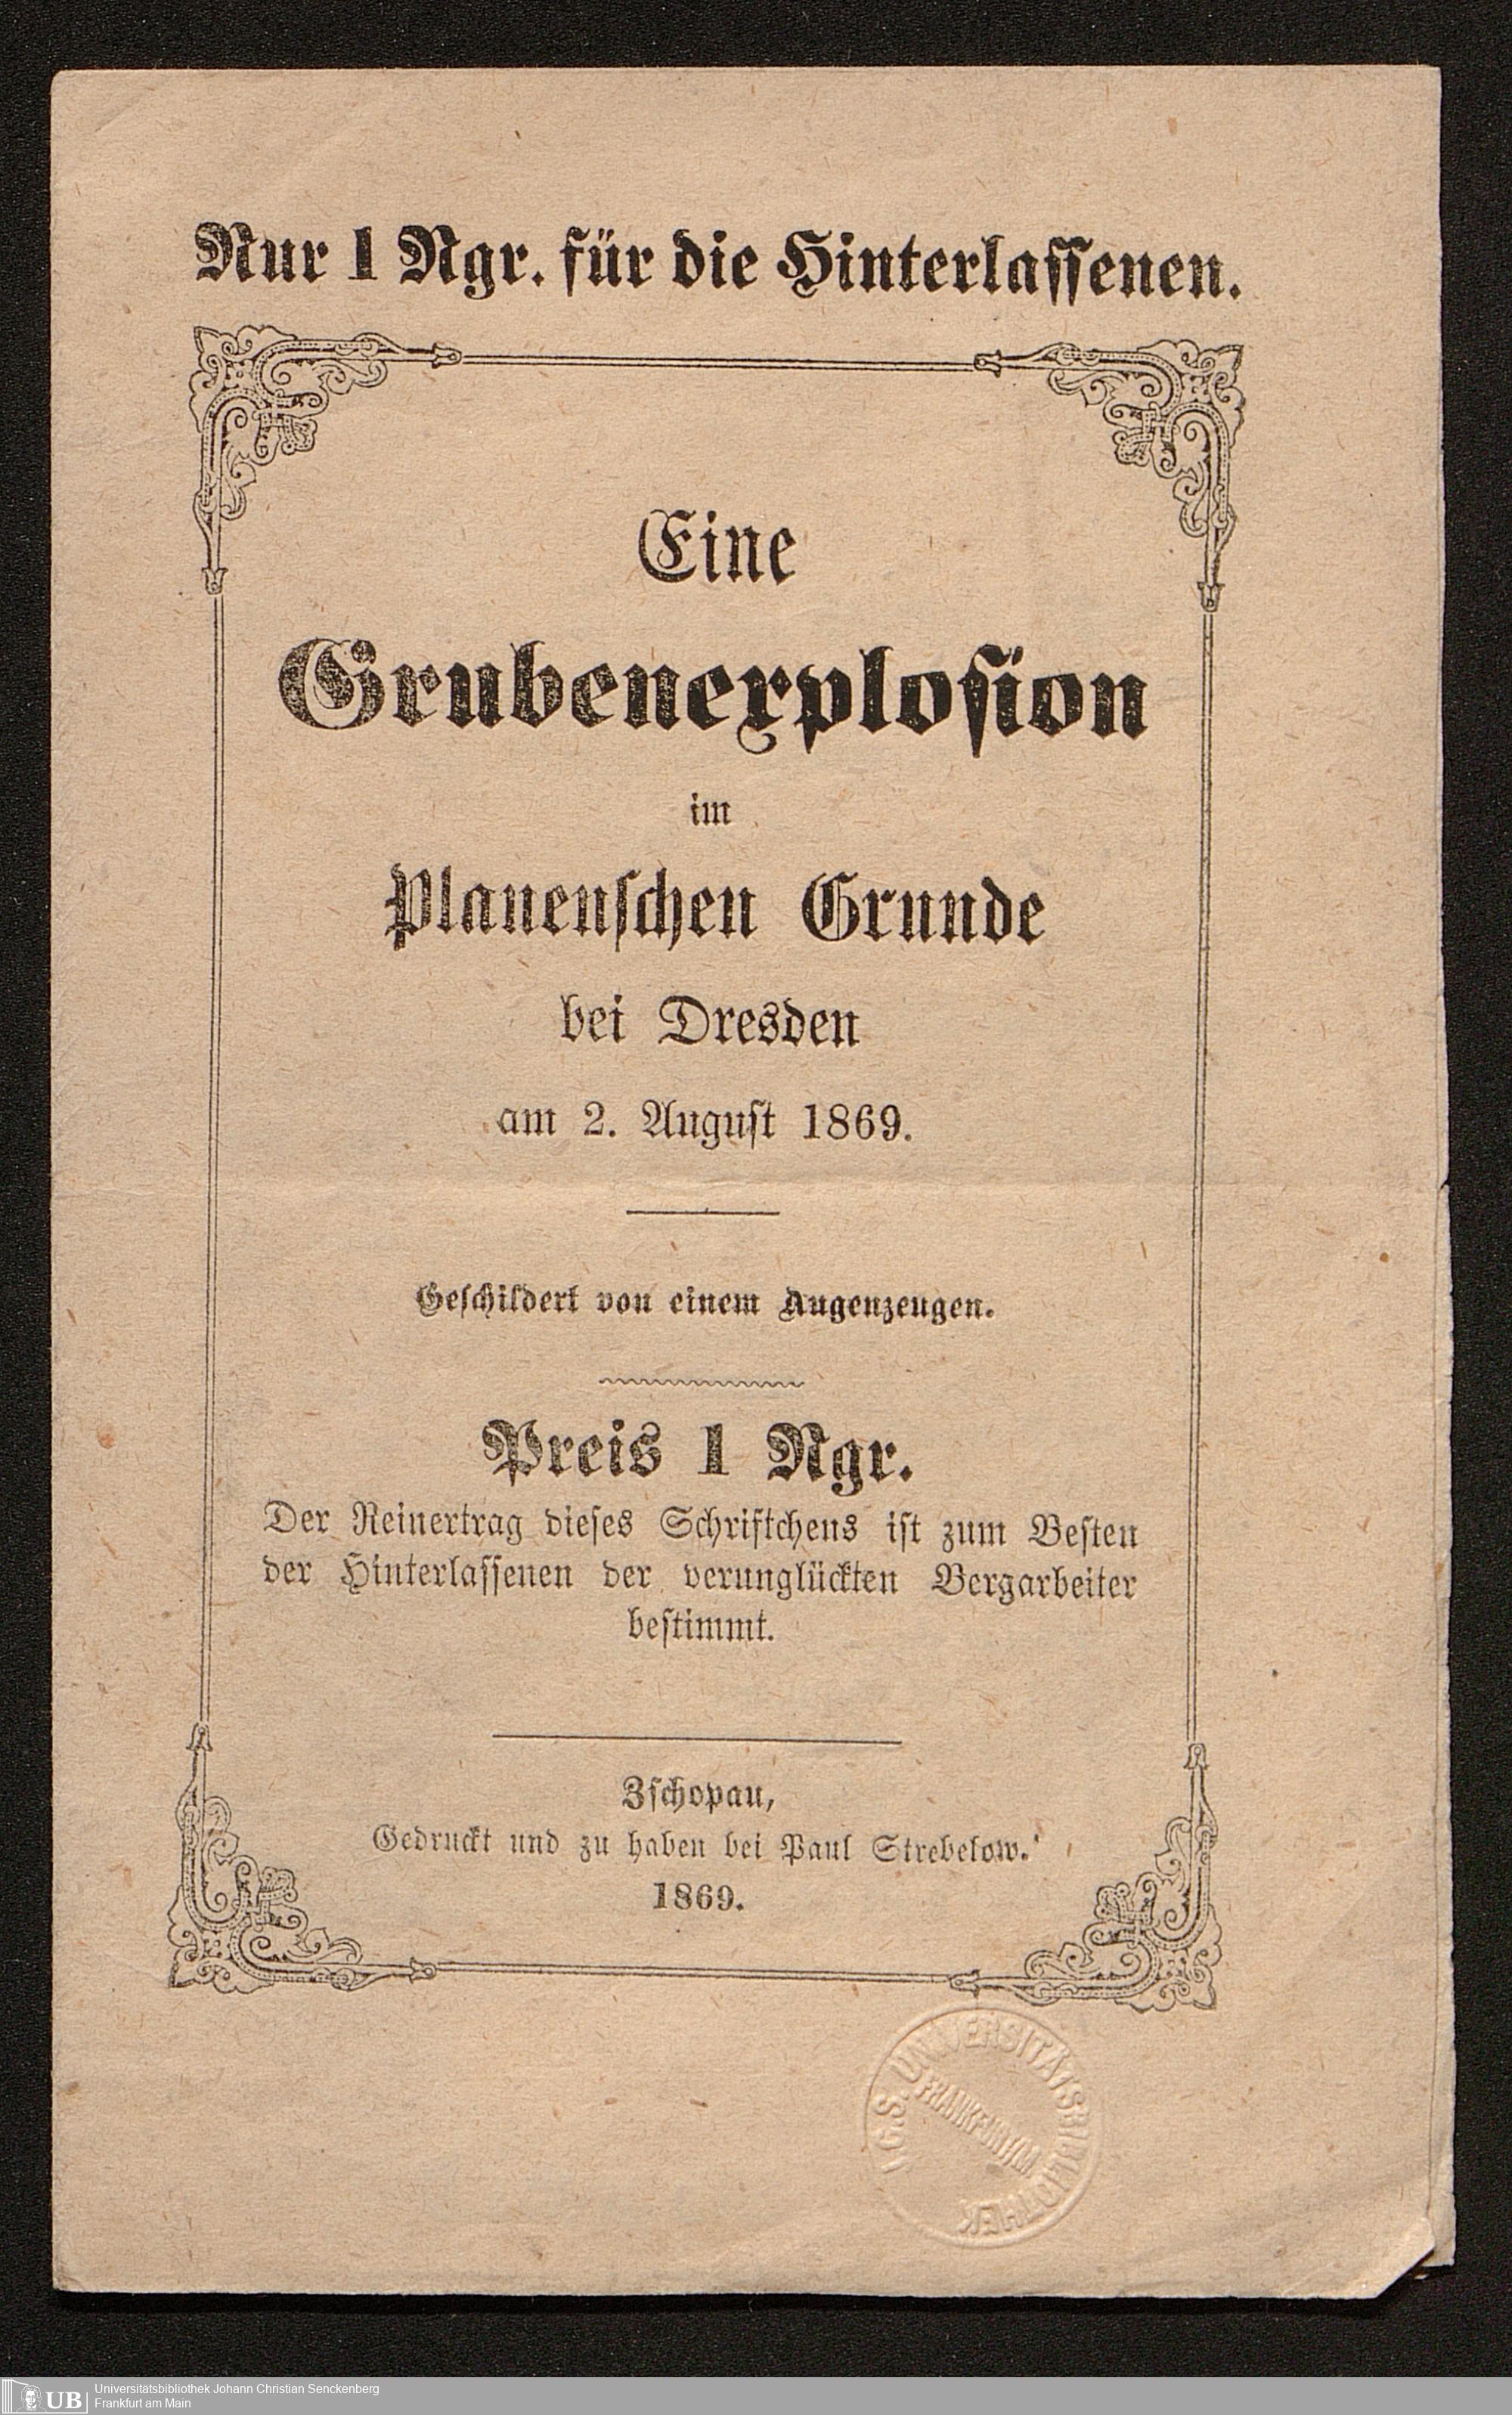 Nur 1 Ngr. für die Hinterlassenen.
Eine
Grubenexplosion
im
Plauenschen Grunde
bei Dresden
am 2. August 1869.
Geschildert von einem Augenzeugen.
Preis 1 Ngr.
Der Reinertrag dieses Schriftchens ist zum Besten
der Hinterlassenen der verunglückten Bergarbeiter
bestimmt.
Zschopau,
Gedruckt und zu haben bei Paul Strebelow.
1869.
UNIVERSITÄTSBIBLIOTHEK
FRANKFURT/M
UB
Universitätsbibliothek Johann Christian Senckenberg
Frankfurt am Main